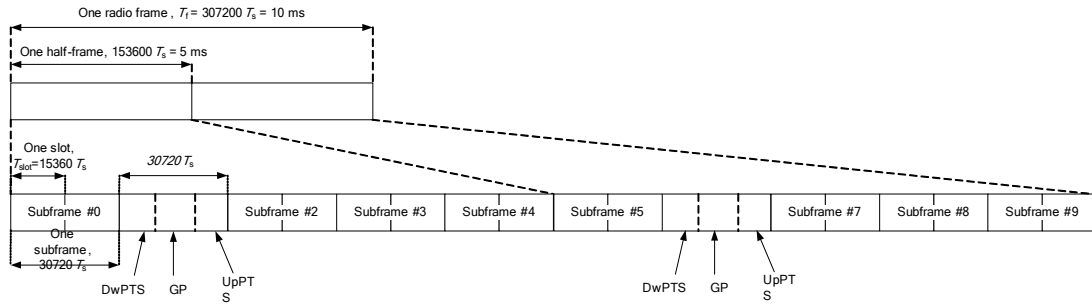 One radio frame, Tf = 307200 Ts = 10 ms
One half-frame, 153600 Ts = 5 ms
One slot,
Tslot=15360 Ts
30720 Ts
Subframe #0
Subframe #2
Subframe #3
Subframe #4
Subframe #5
Subframe #7
Subframe #8
Subframe #9
One
subframe,
30720 Ts
DwPTS
GP
UpPT
S
DwPTS
GP
UpPT
S